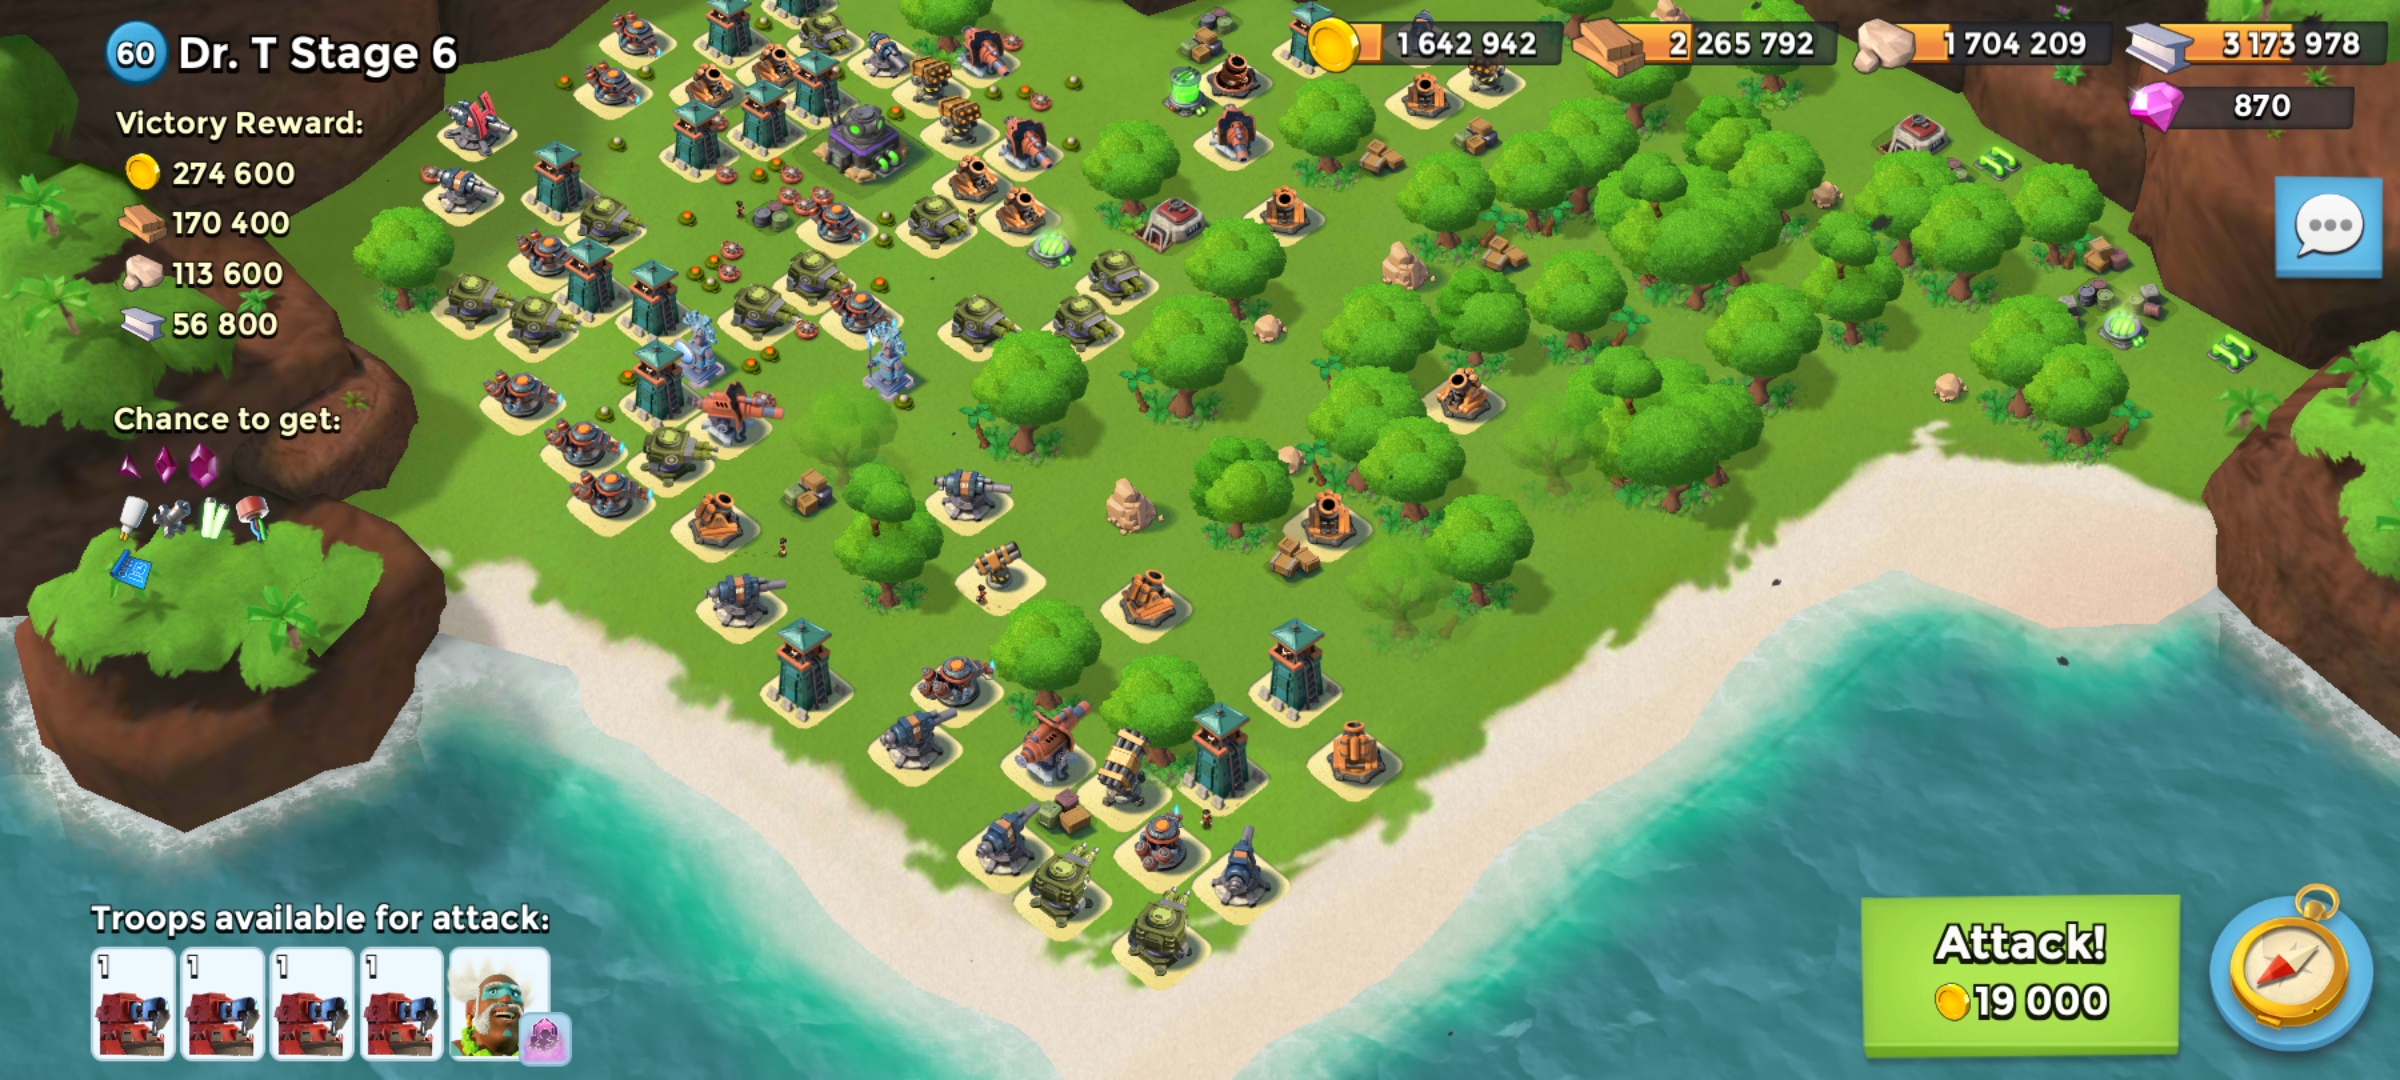 60 Dr. T Stage 6
1 642 942
2 265 792
1 704 209
3 173 978
870
Victory Reward:
274 600
170 400
113 600
56 800
Chance to get:
Troops available for attack:
1 1 1 1
Attack!
19 000